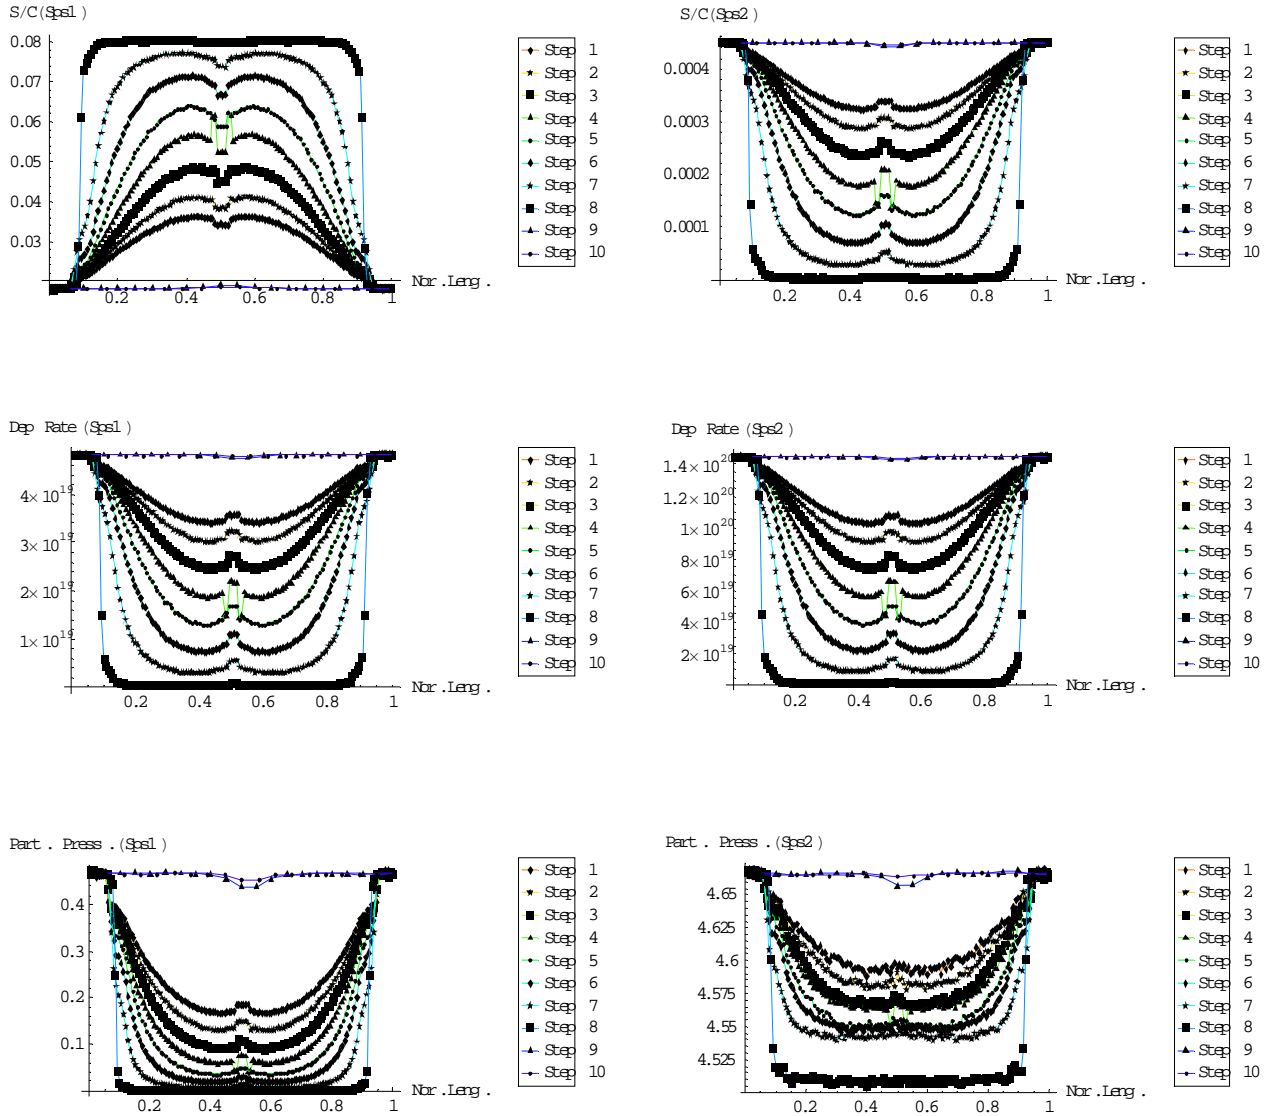 S/C(Sps1)
0.08
0.07
0.06
0.05
0.04
0.03
0.2 0.4 0.6 0.8 1
Nor.Leng.
Step 1
Step 2
Step 3
Step 4
Step 5
Step 6
Step 7
Step 8
Step 9
Step 10
S/C(Sps2)
0.0004
0.0003
0.0002
0.0001
0.2 0.4 0.6 0.8 1
Nor.Leng.
Step 1
Step 2
Step 3
Step 4
Step 5
Step 6
Step 7
Step 8
Step 9
Step 10
Dep Rate(Sps1)
4×10^19
3×10^19
2×10^19
1×10^19
0.2 0.4 0.6 0.8 1
Nor.Leng.
Step 1
Step 2
Step 3
Step 4
Step 5
Step 6
Step 7
Step 8
Step 9
Step 10
Dep Rate(Sps2)
1.4×10^20
1.2×10^20
1×10^20
8×10^19
6×10^19
4×10^19
2×10^19
0.2 0.4 0.6 0.8 1
Nor.Leng.
Step 1
Step 2
Step 3
Step 4
Step 5
Step 6
Step 7
Step 8
Step 9
Step 10
Part. Press.(Sps1)
0.4
0.3
0.2
0.1
0.2 0.4 0.6 0.8 1
Nor.Leng.
Step 1
Step 2
Step 3
Step 4
Step 5
Step 6
Step 7
Step 8
Step 9
Step 10
Part. Press.(Sps2)
4.65
4.625
4.6
4.575
4.55
4.525
0.2 0.4 0.6 0.8 1
Nor.Leng.
Step 1
Step 2
Step 3
Step 4
Step 5
Step 6
Step 7
Step 8
Step 9
Step 10